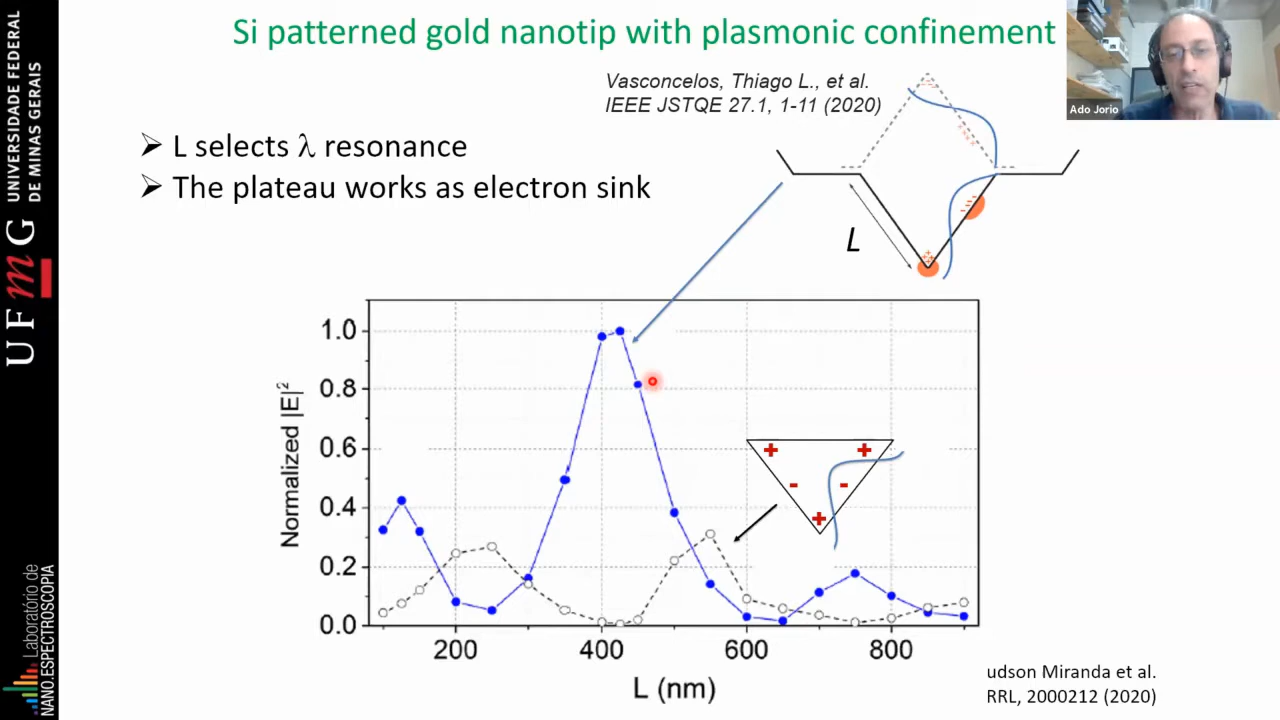 Si patterned gold nanotip with plasmonic confinement
Vasconcelos, Thiago L., et al.
IEEE JSTQE 27.1, 1-11 (2020)
Ado Jorio
➢ L selects λ resonance
➢ The plateau works as electron sink
L
Normalized |E|²
1.0
0.8
0.6
0.4
0.2
0.0
200
400
600
800
L (nm)
+ +
- -
+
udson Miranda et al.
RRL, 2000212 (2020)
UFmG
UNIVERSIDADE FEDERAL
DE MINAS GERAIS
Laboratório de
NANO.ESPECTROSCOPIA